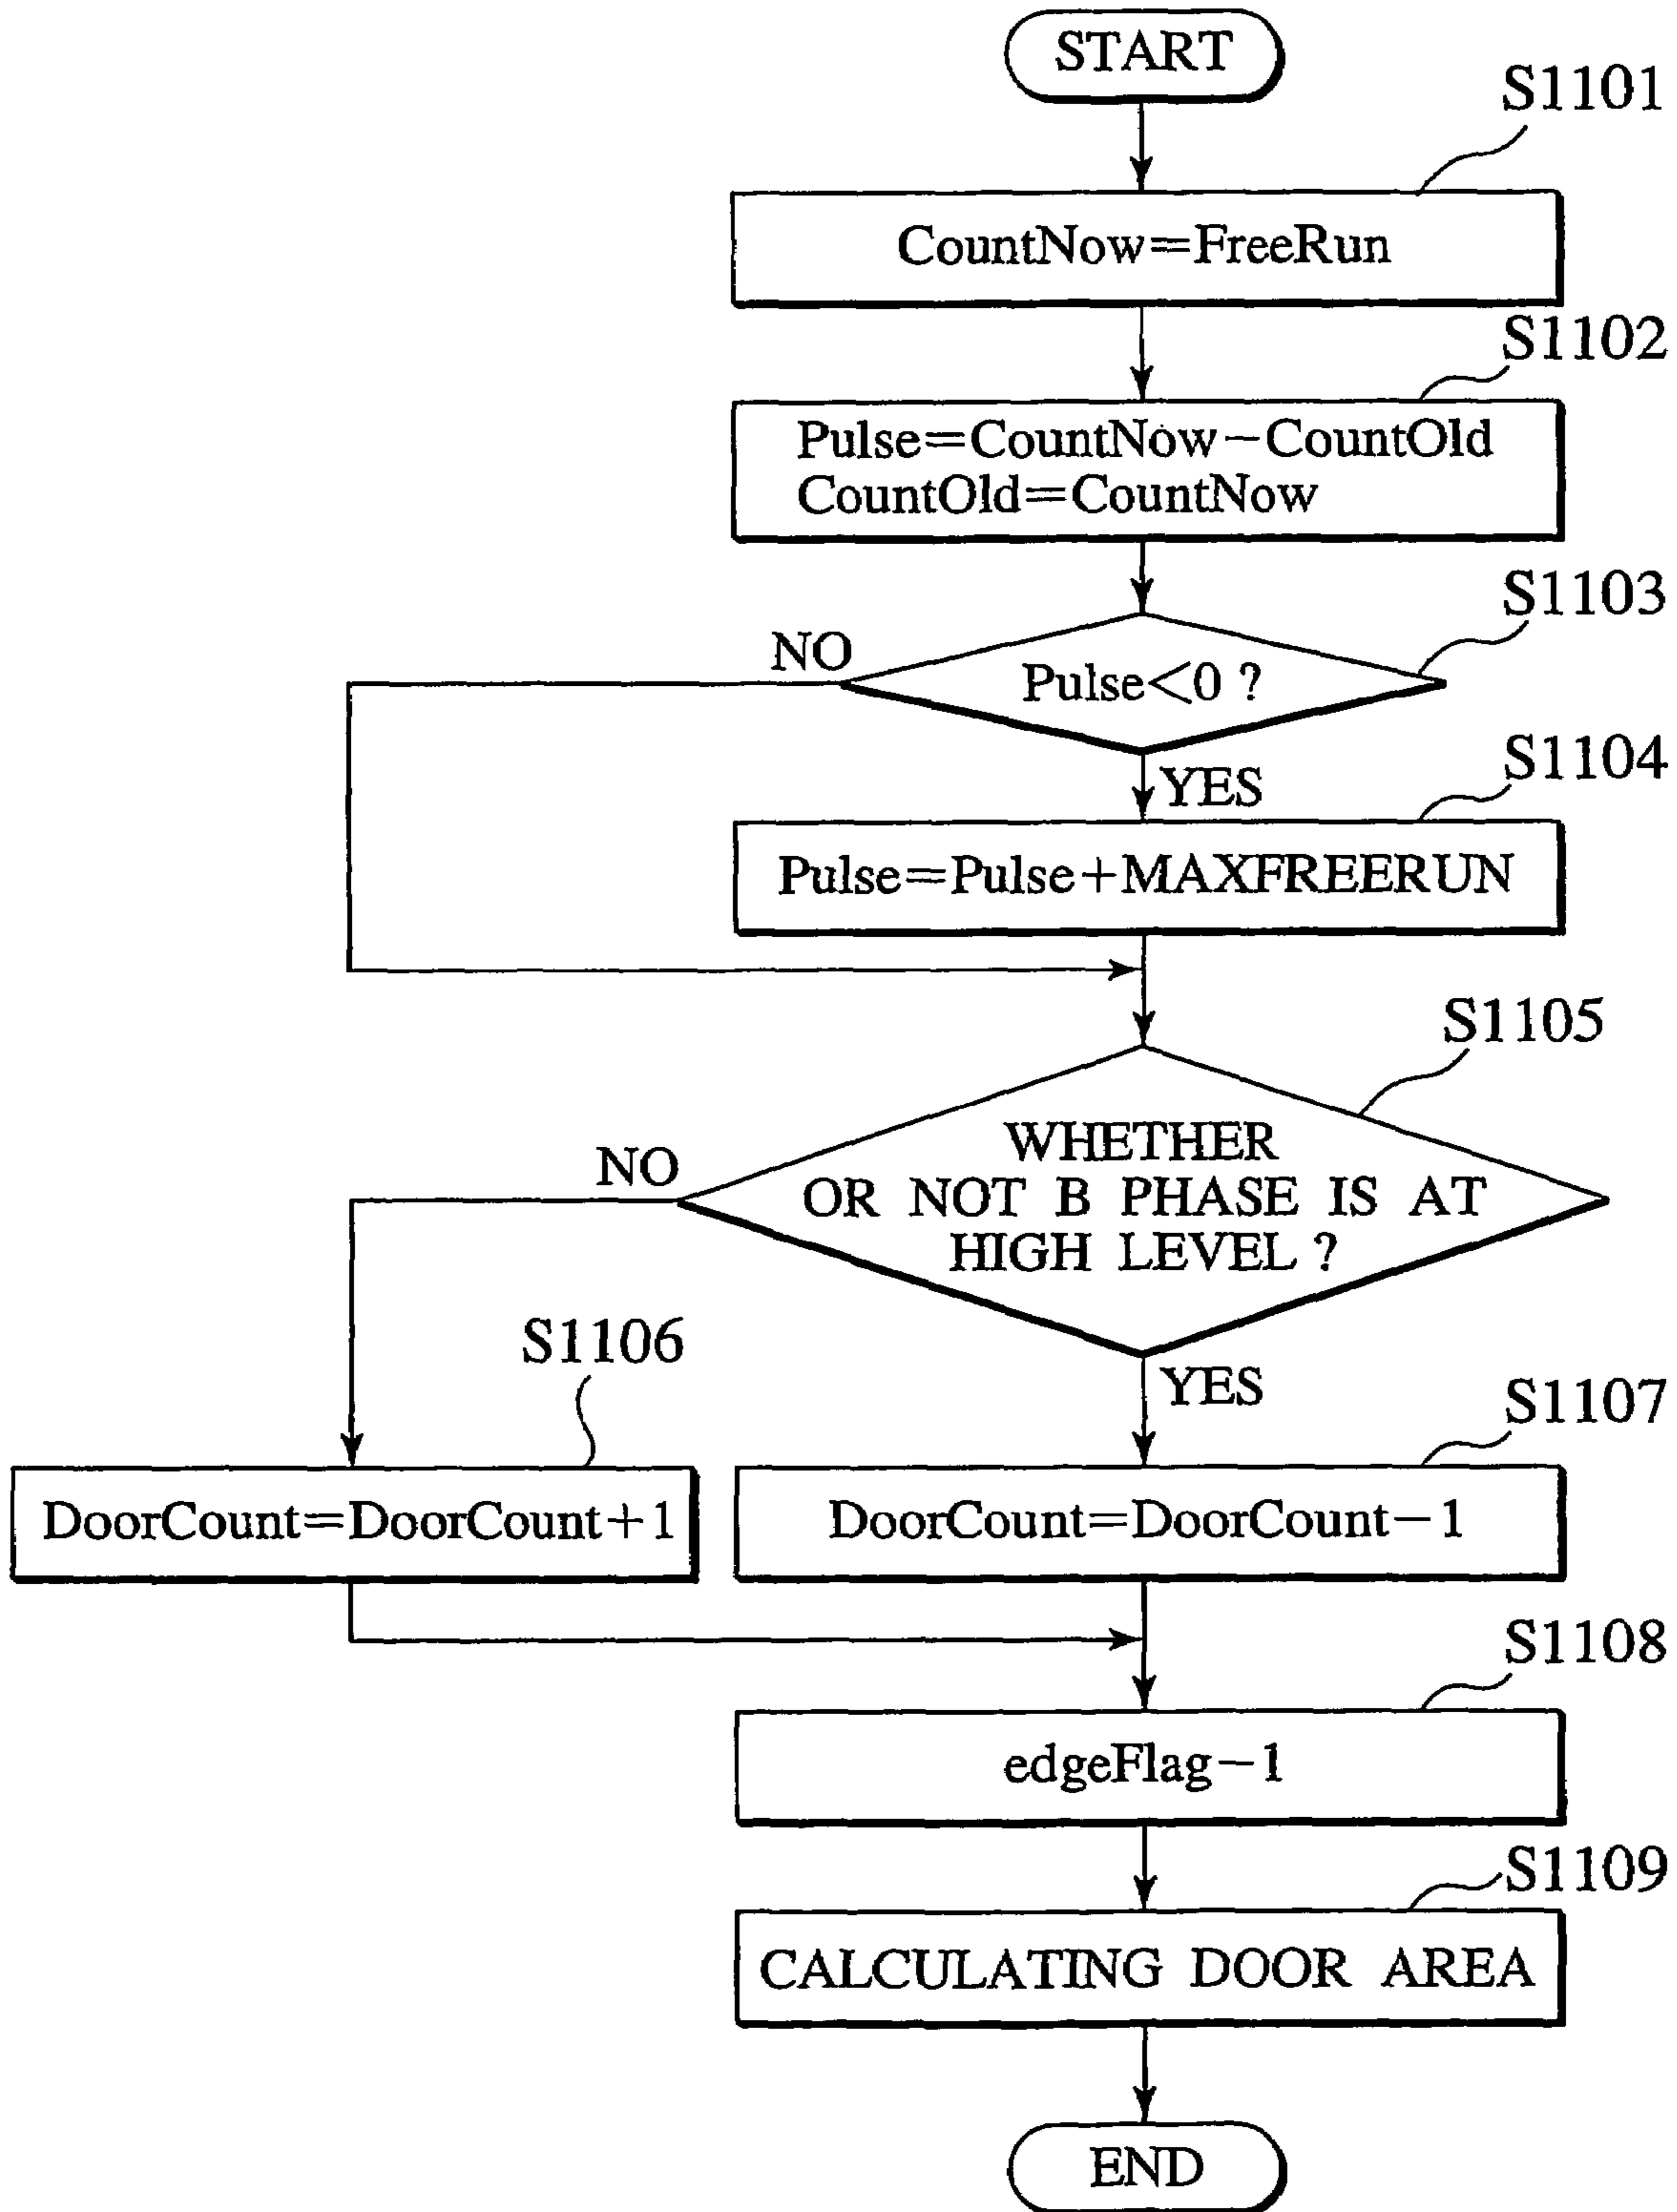 START
S1101
CountNow=FreeRun
S1102
Pulse=CountNow−CountOld
CountOld=CountNow
S1103
NO
Pulse<0 ?
YES
S1104
Pulse=Pulse+MAXFREERUN
S1105
NO
WHETHER
OR NOT B PHASE IS AT
HIGH LEVEL ?
YES
S1106
S1107
DoorCount=DoorCount+1
DoorCount=DoorCount−1
S1108
edgeFlag−1
S1109
CALCULATING DOOR AREA
END